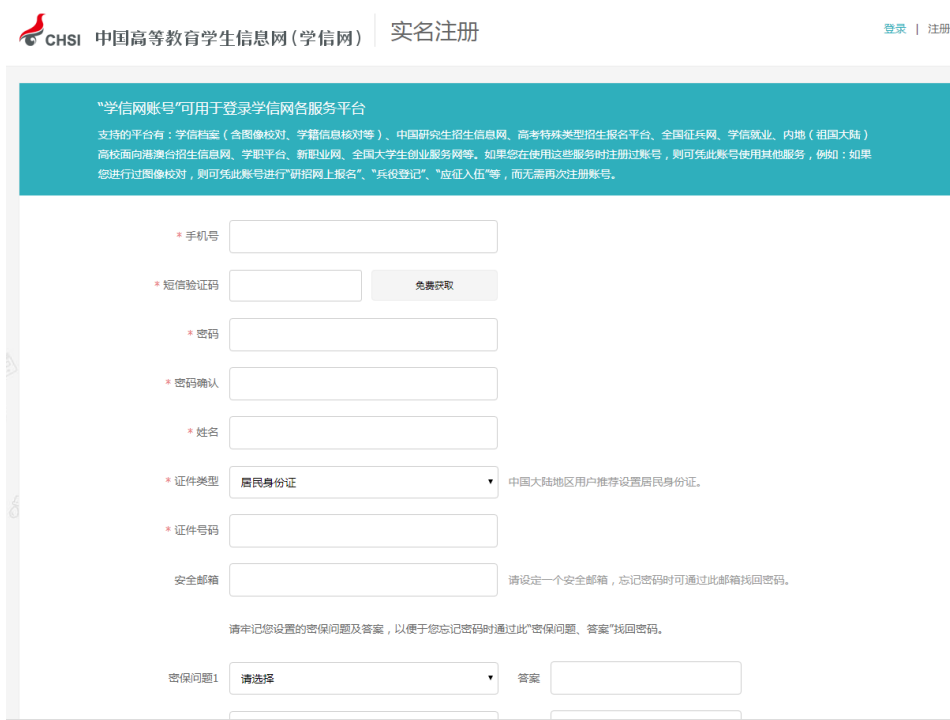 CHSI 中国高等教育学生信息网(学信网) 实名注册 登录 | 注册
“学信网账号”可用于登录学信网各服务平台
支持的平台有：学信档案（含图像校对、学籍信息核对等）、中国研究生招生信息网、高考特殊类型招生报名平台、全国征兵网、学信就业、内地（祖国大陆）
高校面向港澳台招生信息网、学职平台、新职业网、全国大学生创业服务网等。如果您在使用这些服务时注册过账号，则可凭此账号使用其他服务，例如：如果
您进行过图像校对，则可凭此账号进行“研招网上报名”、“兵役登记”、“应征入伍”等，而无需再次注册账号。
* 手机号
* 短信验证码 免费获取
* 密码
* 密码确认
* 姓名
* 证件类型 居民身份证 中国大陆地区用户推荐设置居民身份证。
* 证件号码
安全邮箱 请设定一个安全邮箱，忘记密码时可通过此邮箱找回密码。
请牢记您设置的密保问题及答案，以便于您忘记密码时通过此“密保问题、答案”找回密码。
密保问题1 请选择 答案